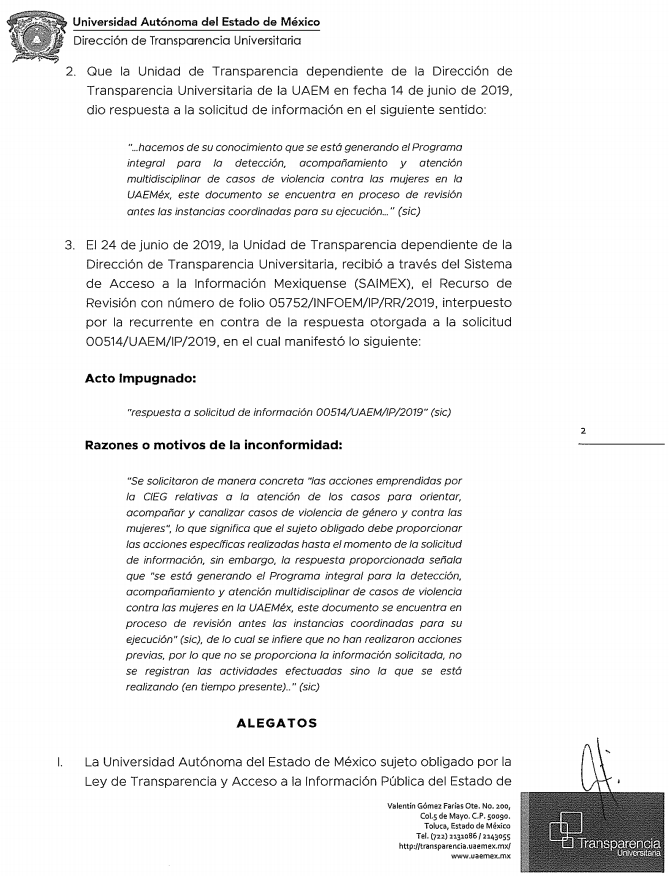 Universidad Autónoma del Estado de México
Dirección de Transparencia Universitaria
2. Que la Unidad de Transparencia dependiente de la Dirección de
Transparencia Universitaria de la UAEM en fecha 14 de junio de 2019,
dio respuesta a la solicitud de información en el siguiente sentido:
"…hacemos de su conocimiento que se está generando el Programa
integral para la detección, acompañamiento y atención
multidisciplinar de casos de violencia contra las mujeres en la
UAEMéx, este documento se encuentra en proceso de revisión
antes las instancias coordinadas para su ejecución…" (sic)
3. El 24 de junio de 2019, la Unidad de Transparencia dependiente de la
Dirección de Transparencia Universitaria, recibió a través del Sistema
de Acceso a la Información Mexiquense (SAIMEX), el Recurso de
Revisión con número de folio 05752/INFOEM/IP/RR/2019, interpuesto
por la recurrente en contra de la respuesta otorgada a la solicitud
00514/UAEM/IP/2019, en el cual manifestó lo siguiente:
Acto Impugnado:
"respuesta a solicitud de información 00514/UAEM/IP/2019" (sic)
2
Razones o motivos de la inconformidad:
"Se solicitaron de manera concreta "las acciones emprendidas por
la CIEG relativas a la atención de los casos para orientar,
acompañar y canalizar casos de violencia de género y contra las
mujeres", lo que significa que el sujeto obligado debe proporcionar
las acciones específicas realizadas hasta el momento de la solicitud
de información, sin embargo, la respuesta proporcionada señala
que "se está generando el Programa integral para la detección,
acompañamiento y atención multidisciplinar de casos de violencia
contra las mujeres en la UAEMéx, este documento se encuentra en
proceso de revisión antes las instancias coordinadas para su
ejecución" (sic), de lo cual se infiere que no han realizaron acciones
previas, por lo que no se proporciona la información solicitada, no
se registran las actividades efectuadas sino la que se está
realizando (en tiempo presente).." (sic)
ALEGATOS
I. La Universidad Autónoma del Estado de México sujeto obligado por la
Ley de Transparencia y Acceso a la Información Pública del Estado de
Valentín Gómez Farías Ote. No. 200,
Col.5 de Mayo. C.P. 50090.
Toluca, Estado de México
Tel. (722) 2131086 / 2143055
http://transparencia.uaemex.mx/
www.uaemex.mx
Transparencia
Universitaria